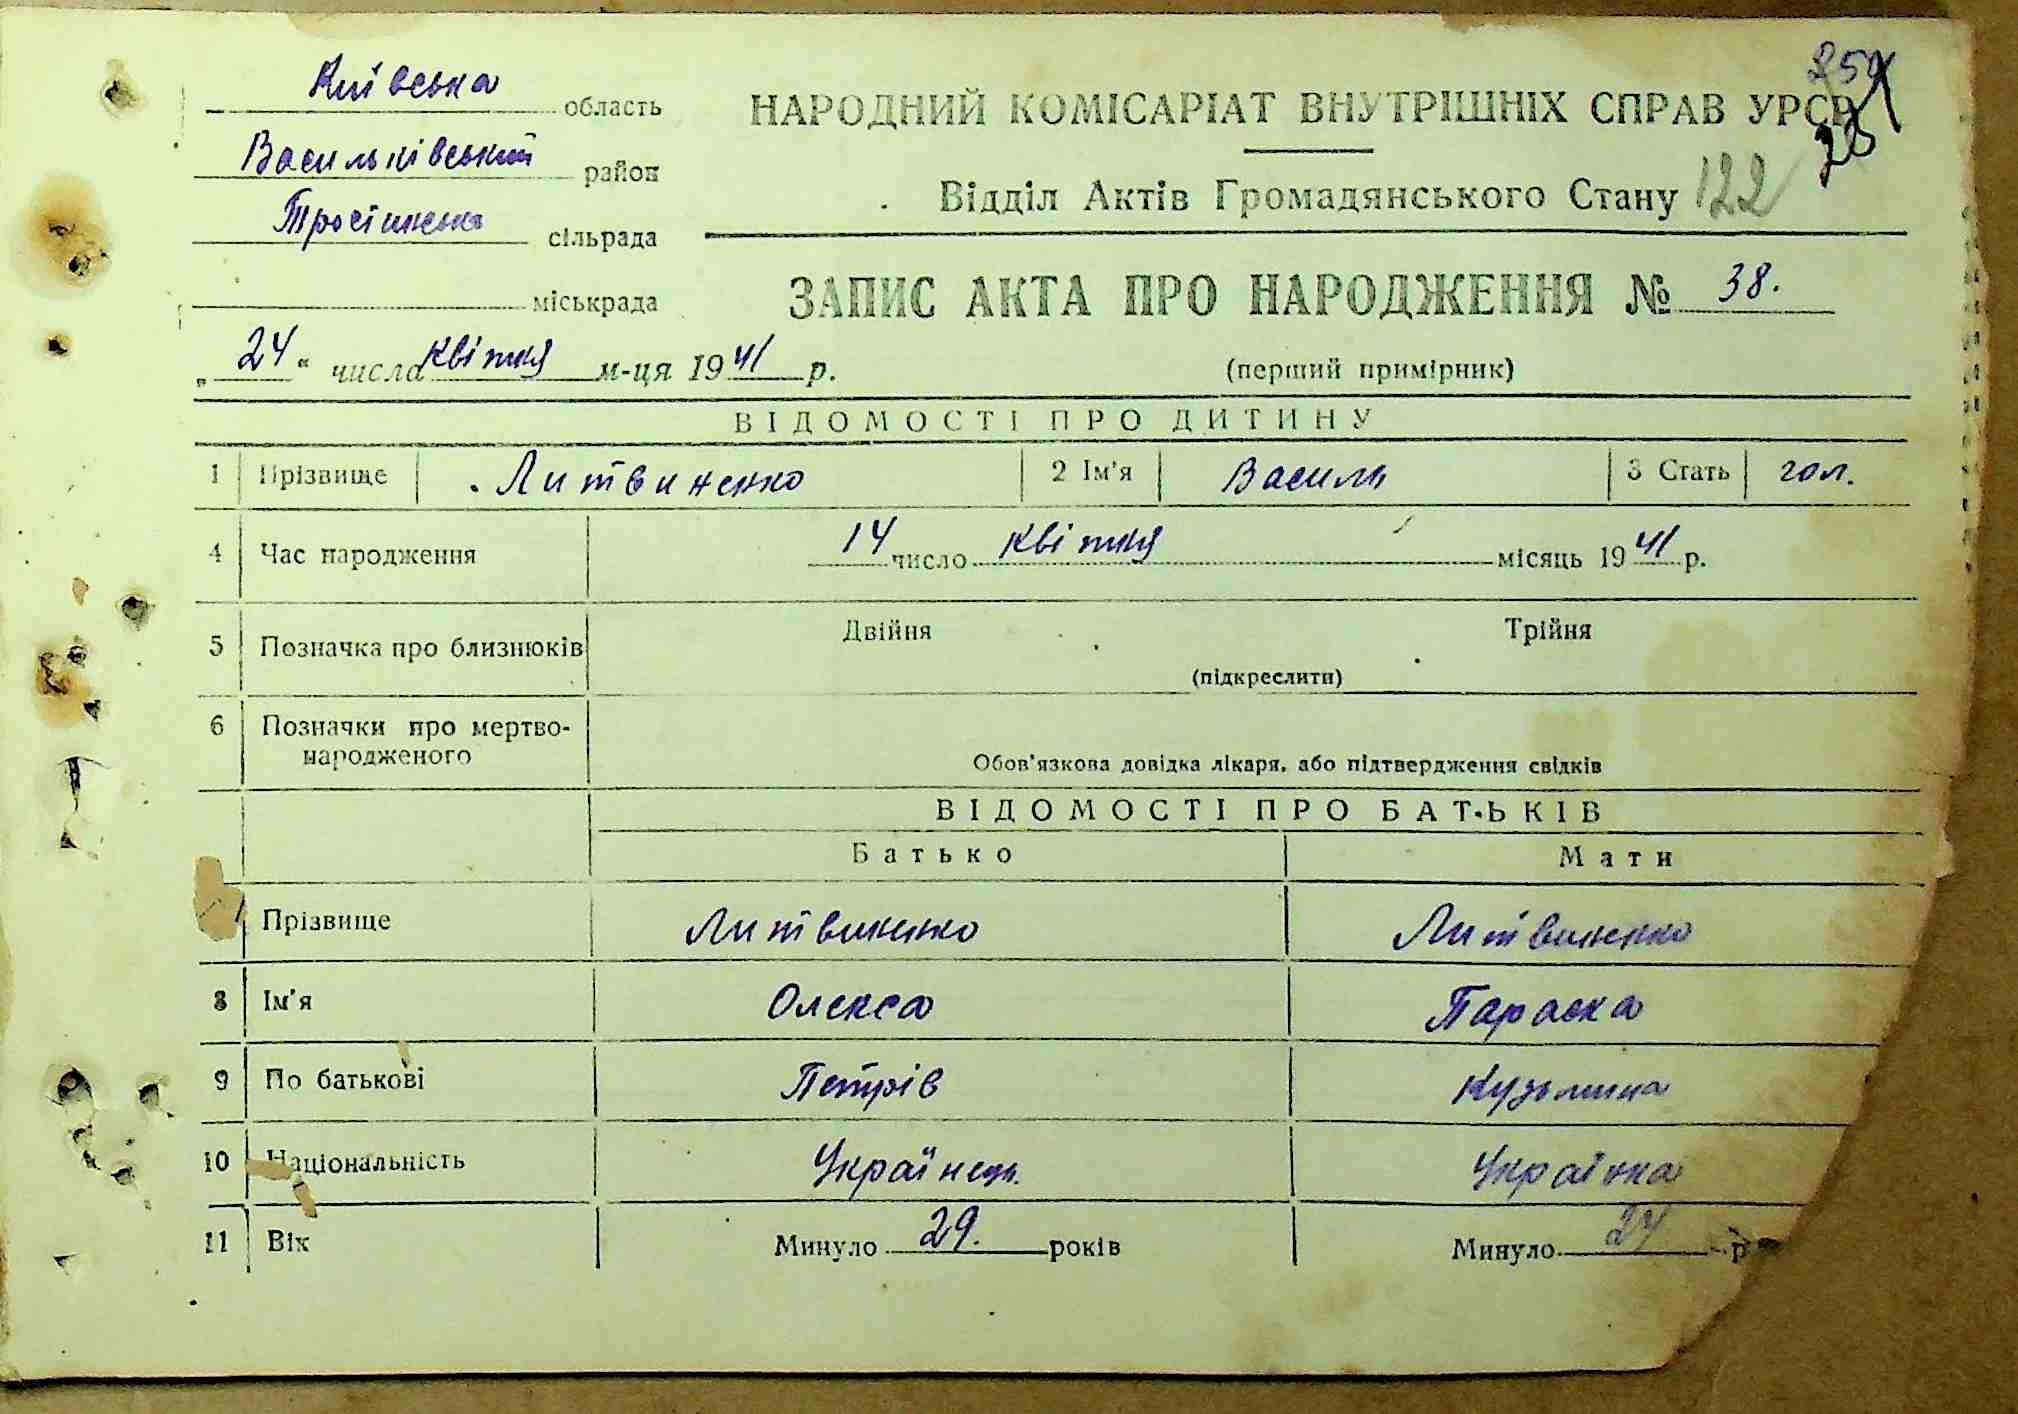 Київська область
Васильківський район
Тростинська сільрада
міськрада
НАРОДНИЙ КОМІСАРІАТ ВНУТРІШНІХ СПРАВ УРСР
Відділ Актів Громадянського Стану 122
ЗАПИС АКТА ПРО НАРОДЖЕННЯ № 38.
„24“ числа квітня м-ця 1941 р.
(перший примірник)
ВІДОМОСТІ ПРО ДИТИНУ
1 Прізвище Литвиненко 2 Ім'я Василь 3 Стать чол.
4 Час народження 14 число квітня місяць 1941 р.
5 Позначка про близнюків Двійня Трійня
(підкреслити)
6 Позначки про мертво-
народженого
Обов'язкова довідка лікаря, або підтвердження свідків
ВІДОМОСТІ ПРО БАТЬКІВ
Батько Мати
Прізвище Литвиненко Литвиненко
8 Ім'я Олекса Параска
9 По батькові Петрів Кузьмина
10 Національність Українець Українка
11 Вік Минуло 29. років Минуло р